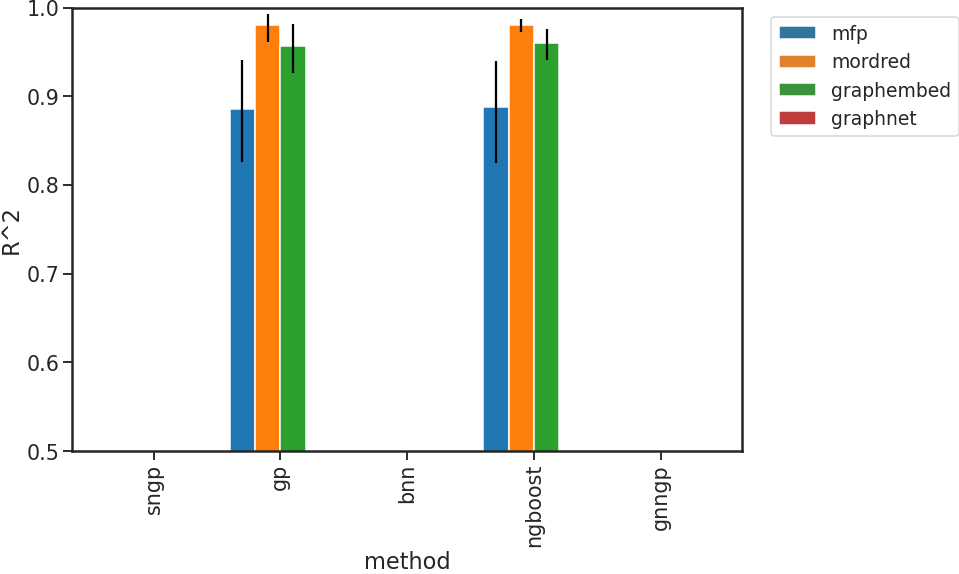 1.0
0.9
0.8
0.7
0.6
0.5
R^2
sngp
gp
bnn
ngboost
gnngp
method
mfp
mordred
graphembed
graphnet